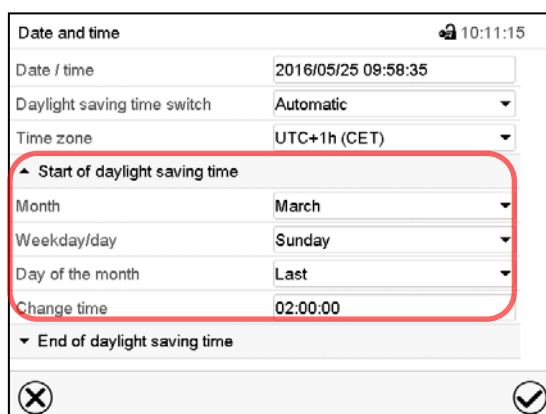 Date and time 10:11:15
Date / time 2016/05/25 09:58:35
Daylight saving time switch Automatic
Time zone UTC+1h (CET)
Start of daylight saving time
Month March
Weekday/day Sunday
Day of the month Last
Change time 02:00:00
End of daylight saving time